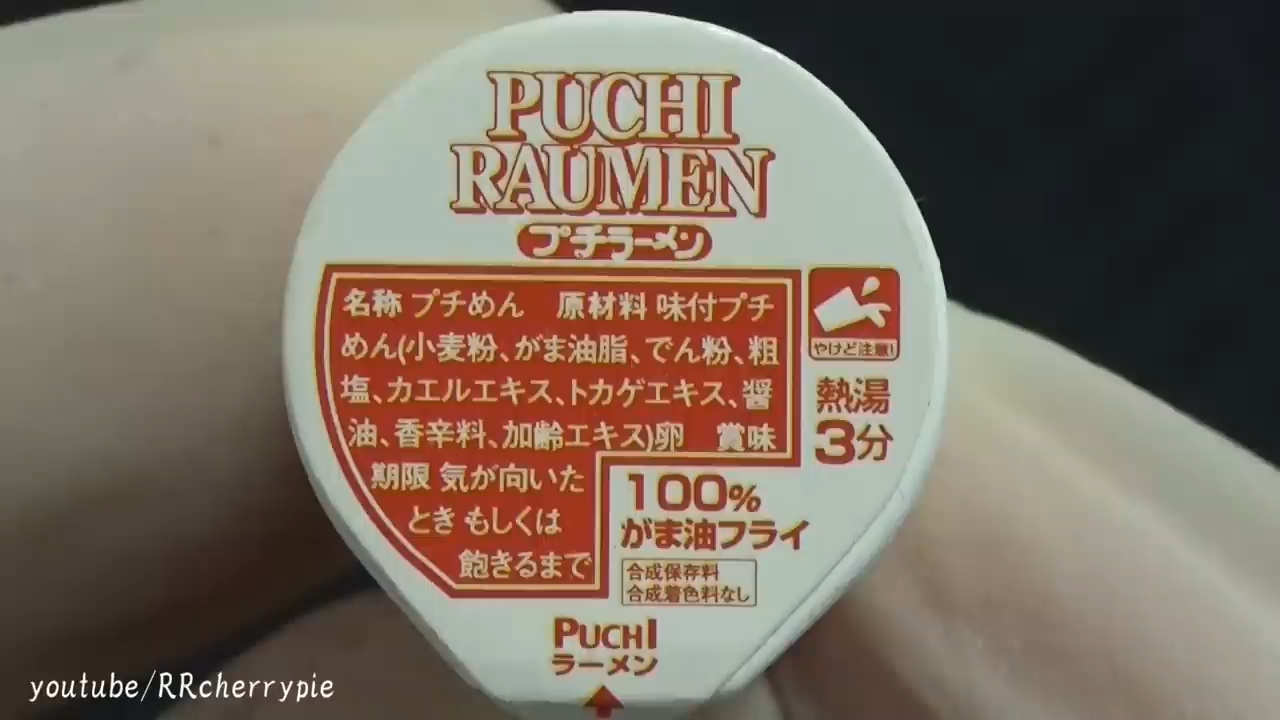 PUCHI
RAUMEN
プチラーメン
名称 プチめん 原材料 味付プチ
めん(小麦粉、がま油脂、でん粉、粗
塩、カエルエキス、トカゲエキス、醤
油、香辛料、加齢エキス)卵 賞味
期限 気が向いた
とき もしくは
飽きるまで
やけど注意!
熱湯
3分
100%
がま油フライ
合成保存料
合成着色料なし
PUCHI
ラーメン
youtube/RRcherrypie